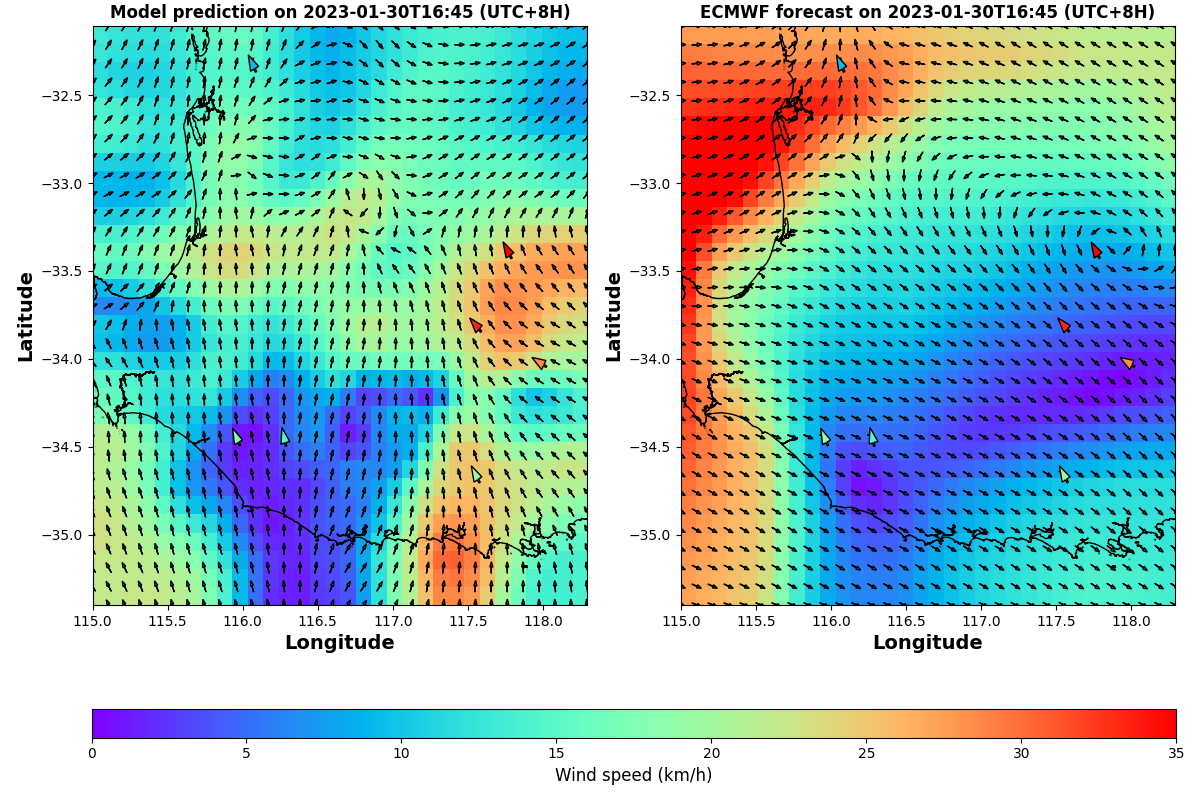 Model prediction on 2023-01-30T16:45 (UTC+8H)
ECMWF forecast on 2023-01-30T16:45 (UTC+8H)
Latitude
−32.5
−33.0
−33.5
−34.0
−34.5
−35.0
115.0 115.5 116.0 116.5 117.0 117.5 118.0
Longitude
Latitude
−32.5
−33.0
−33.5
−34.0
−34.5
−35.0
115.0 115.5 116.0 116.5 117.0 117.5 118.0
Longitude
0 5 10 15 20 25 30 35
Wind speed (km/h)